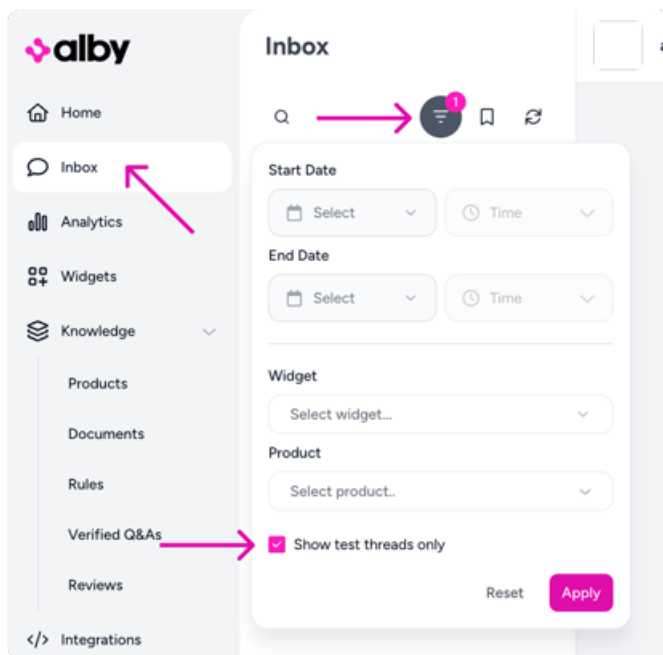 alby
Home
Inbox
Analytics
Widgets
Knowledge
Products
Documents
Rules
Verified Q&As
Reviews
Integrations
Inbox
1
Start Date
Select
Time
End Date
Select
Time
Widget
Select widget...
Product
Select product..
Show test threads only
Reset
Apply